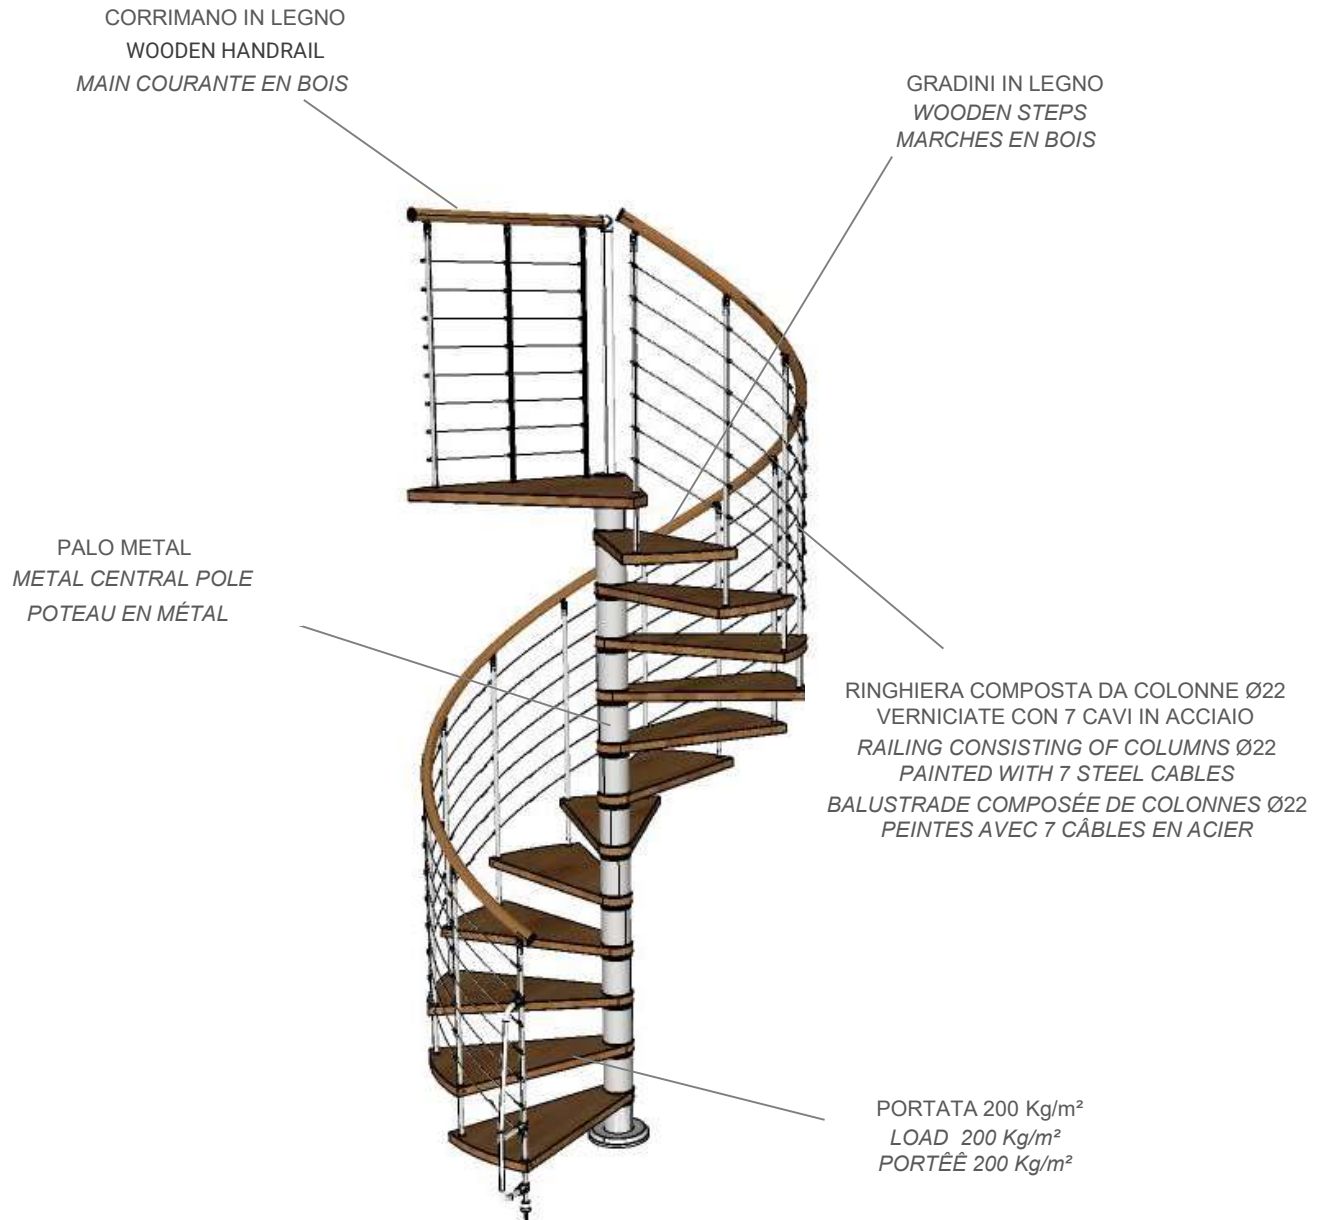 CORRIMANO IN LEGNO
WOODEN HANDRAIL
MAIN COURANTE EN BOIS
GRADINI IN LEGNO
WOODEN STEPS
MARCHES EN BOIS
PALO METAL
METAL CENTRAL POLE
POTEAU EN MÉTAL
RINGHIERA COMPOSTA DA COLONNE Ø22
VERNICIATE CON 7 CAVI IN ACCIAIO
RAILING CONSISTING OF COLUMNS Ø22
PAINTED WITH 7 STEEL CABLES
BALUSTRADE COMPOSÉE DE COLONNES Ø22
PEINTES AVEC 7 CÂBLES EN ACIER
PORTATA 200 Kg/m²
LOAD 200 Kg/m²
PORTÊÊ 200 Kg/m²